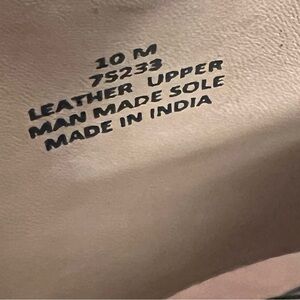 10 M
75233
LEATHER UPPER
MAN MADE SOLE
MADE IN INDIA